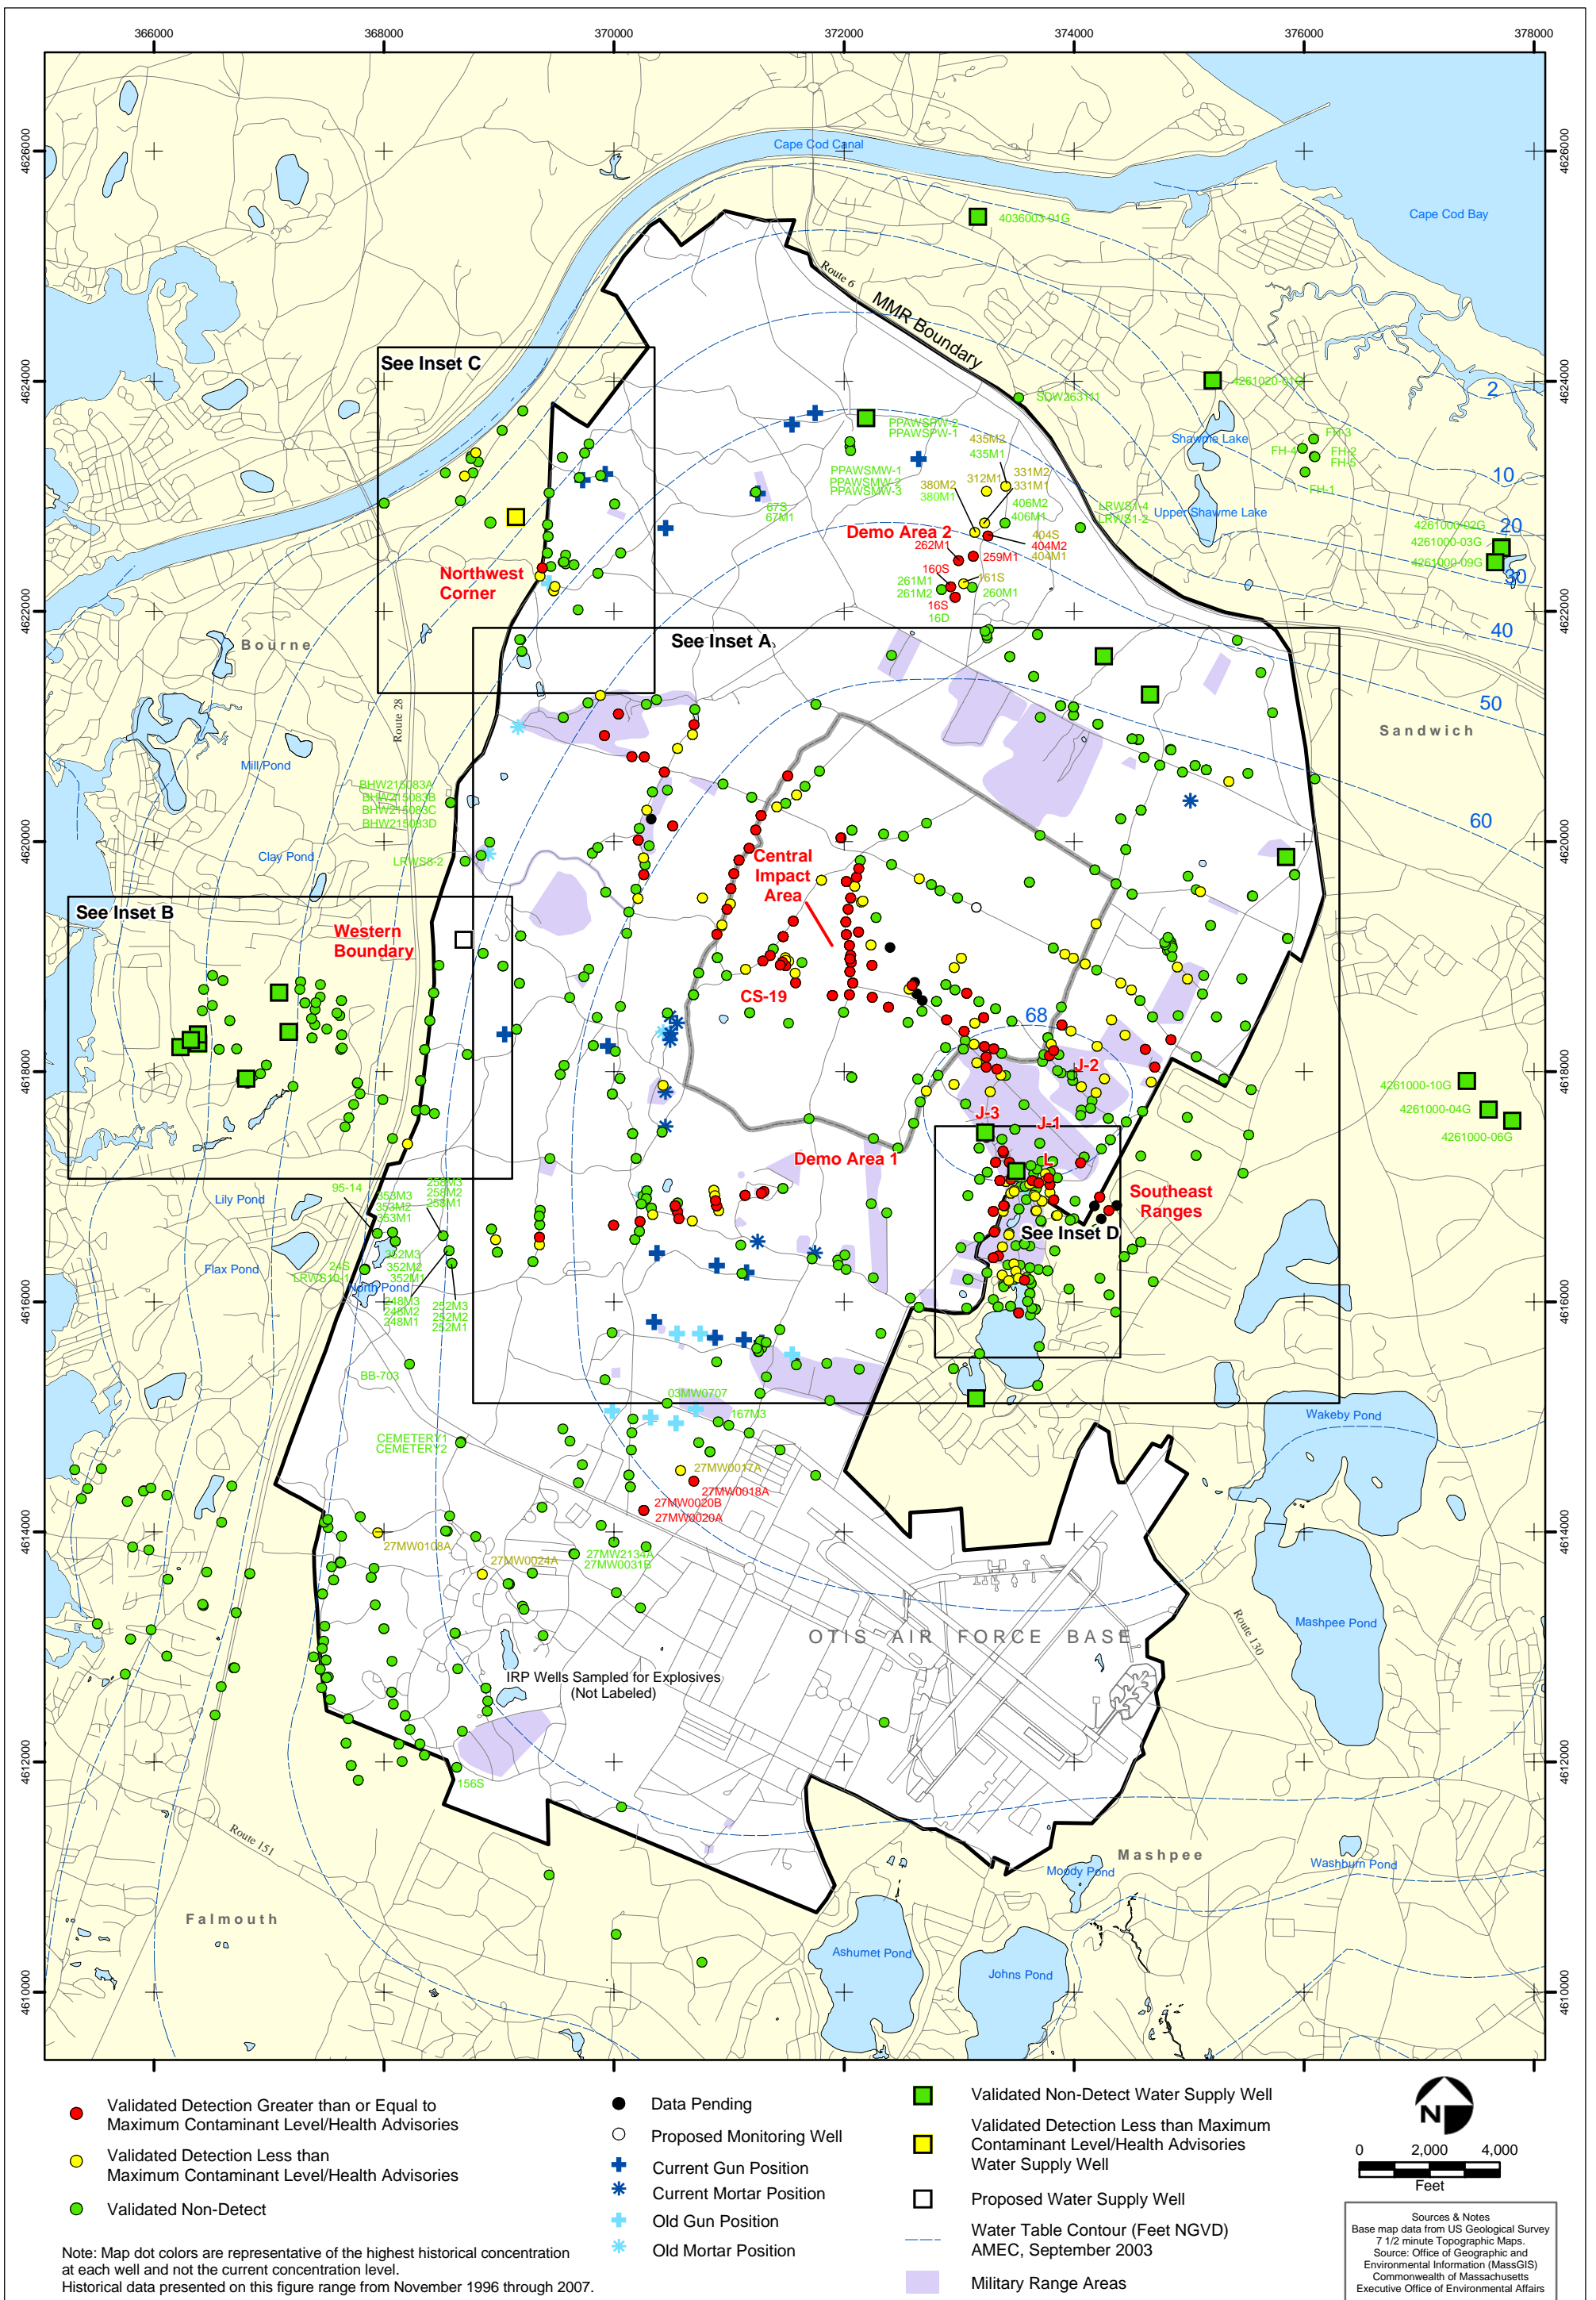 366000
368000
370000
372000
374000
376000
378000
4626000
4626000
Cape Cod Canal
Cape Cod Bay
4036003-01G
Route 6
MMR Boundary
See Inset C
4624000
4624000
4261020-01G
2
SDW263111
PPAWSPW-2
PPAWSPW-1
435M2
435M1
Shawme Lake
FH-3
FH-4
FH-2
FH-5
FH-1
10
PPAWSMW-1
PPAWSMW-2
PPAWSMW-3
380M2
380M1
312M1
331M2
331M1
67S
67M1
406M2
406M1
LRWS1-4
LRWS1-2
Upper Shawme Lake
20
4261000-02G
4261000-03G
4261000-09G
30
Demo Area 2
404S
404M2
404M1
262M1
259M1
Northwest
Corner
160S
161S
261M1
261M2
260M1
16S
16D
4622000
4622000
40
See Inset A
Bourne
50
Sandwich
Route 28
Mill Pond
BHW215083A
BHW215083B
BHW215083C
BHW215083D
60
4620000
4620000
Clay Pond
LRWS8-2
Central
Impact
Area
See Inset B
Western
Boundary
CS-19
68
4618000
4618000
J-2
4261000-10G
4261000-04G
4261000-06G
J-3
J-1
L
Demo Area 1
Southeast
Ranges
See Inset D
95-14
Lily Pond
353M3
353M2
353M1
258M3
258M2
258M1
24S
LRWS10-1
352M3
352M2
352M1
Flax Pond
North Pond
4616000
4616000
248M3
248M2
248M1
252M3
252M2
252M1
BB-703
03MW0707
167M3
Wakeby Pond
CEMETERY1
CEMETERY2
27MW0017A
27MW0018A
27MW0020B
27MW0020A
4614000
4614000
27MW0108A
27MW0024A
27MW2134A
27MW0031B
Route 130
Mashpee Pond
OTIS AIR FORCE BASE
IRP Wells Sampled for Explosives
(Not Labeled)
4612000
4612000
156S
Route 151
Mashpee
Moody Pond
Washburn Pond
Falmouth
Ashumet Pond
Johns Pond
4610000
4610000
Validated Detection Greater than or Equal to
Maximum Contaminant Level/Health Advisories
Validated Detection Less than
Maximum Contaminant Level/Health Advisories
Validated Non-Detect
Data Pending
Proposed Monitoring Well
Current Gun Position
Current Mortar Position
Old Gun Position
Old Mortar Position
Validated Non-Detect Water Supply Well
Validated Detection Less than Maximum
Contaminant Level/Health Advisories
Water Supply Well
Proposed Water Supply Well
Water Table Contour (Feet NGVD)
AMEC, September 2003
Military Range Areas
N
0 2,000 4,000
Feet
Sources & Notes
Base map data from US Geological Survey
7 1/2 minute Topographic Maps.
Source: Office of Geographic and
Environmental Information (MassGIS)
Commonwealth of Massachusetts
Executive Office of Environmental Affairs
Note: Map dot colors are representative of the highest historical concentration
at each well and not the current concentration level.
Historical data presented on this figure range from November 1996 through 2007.